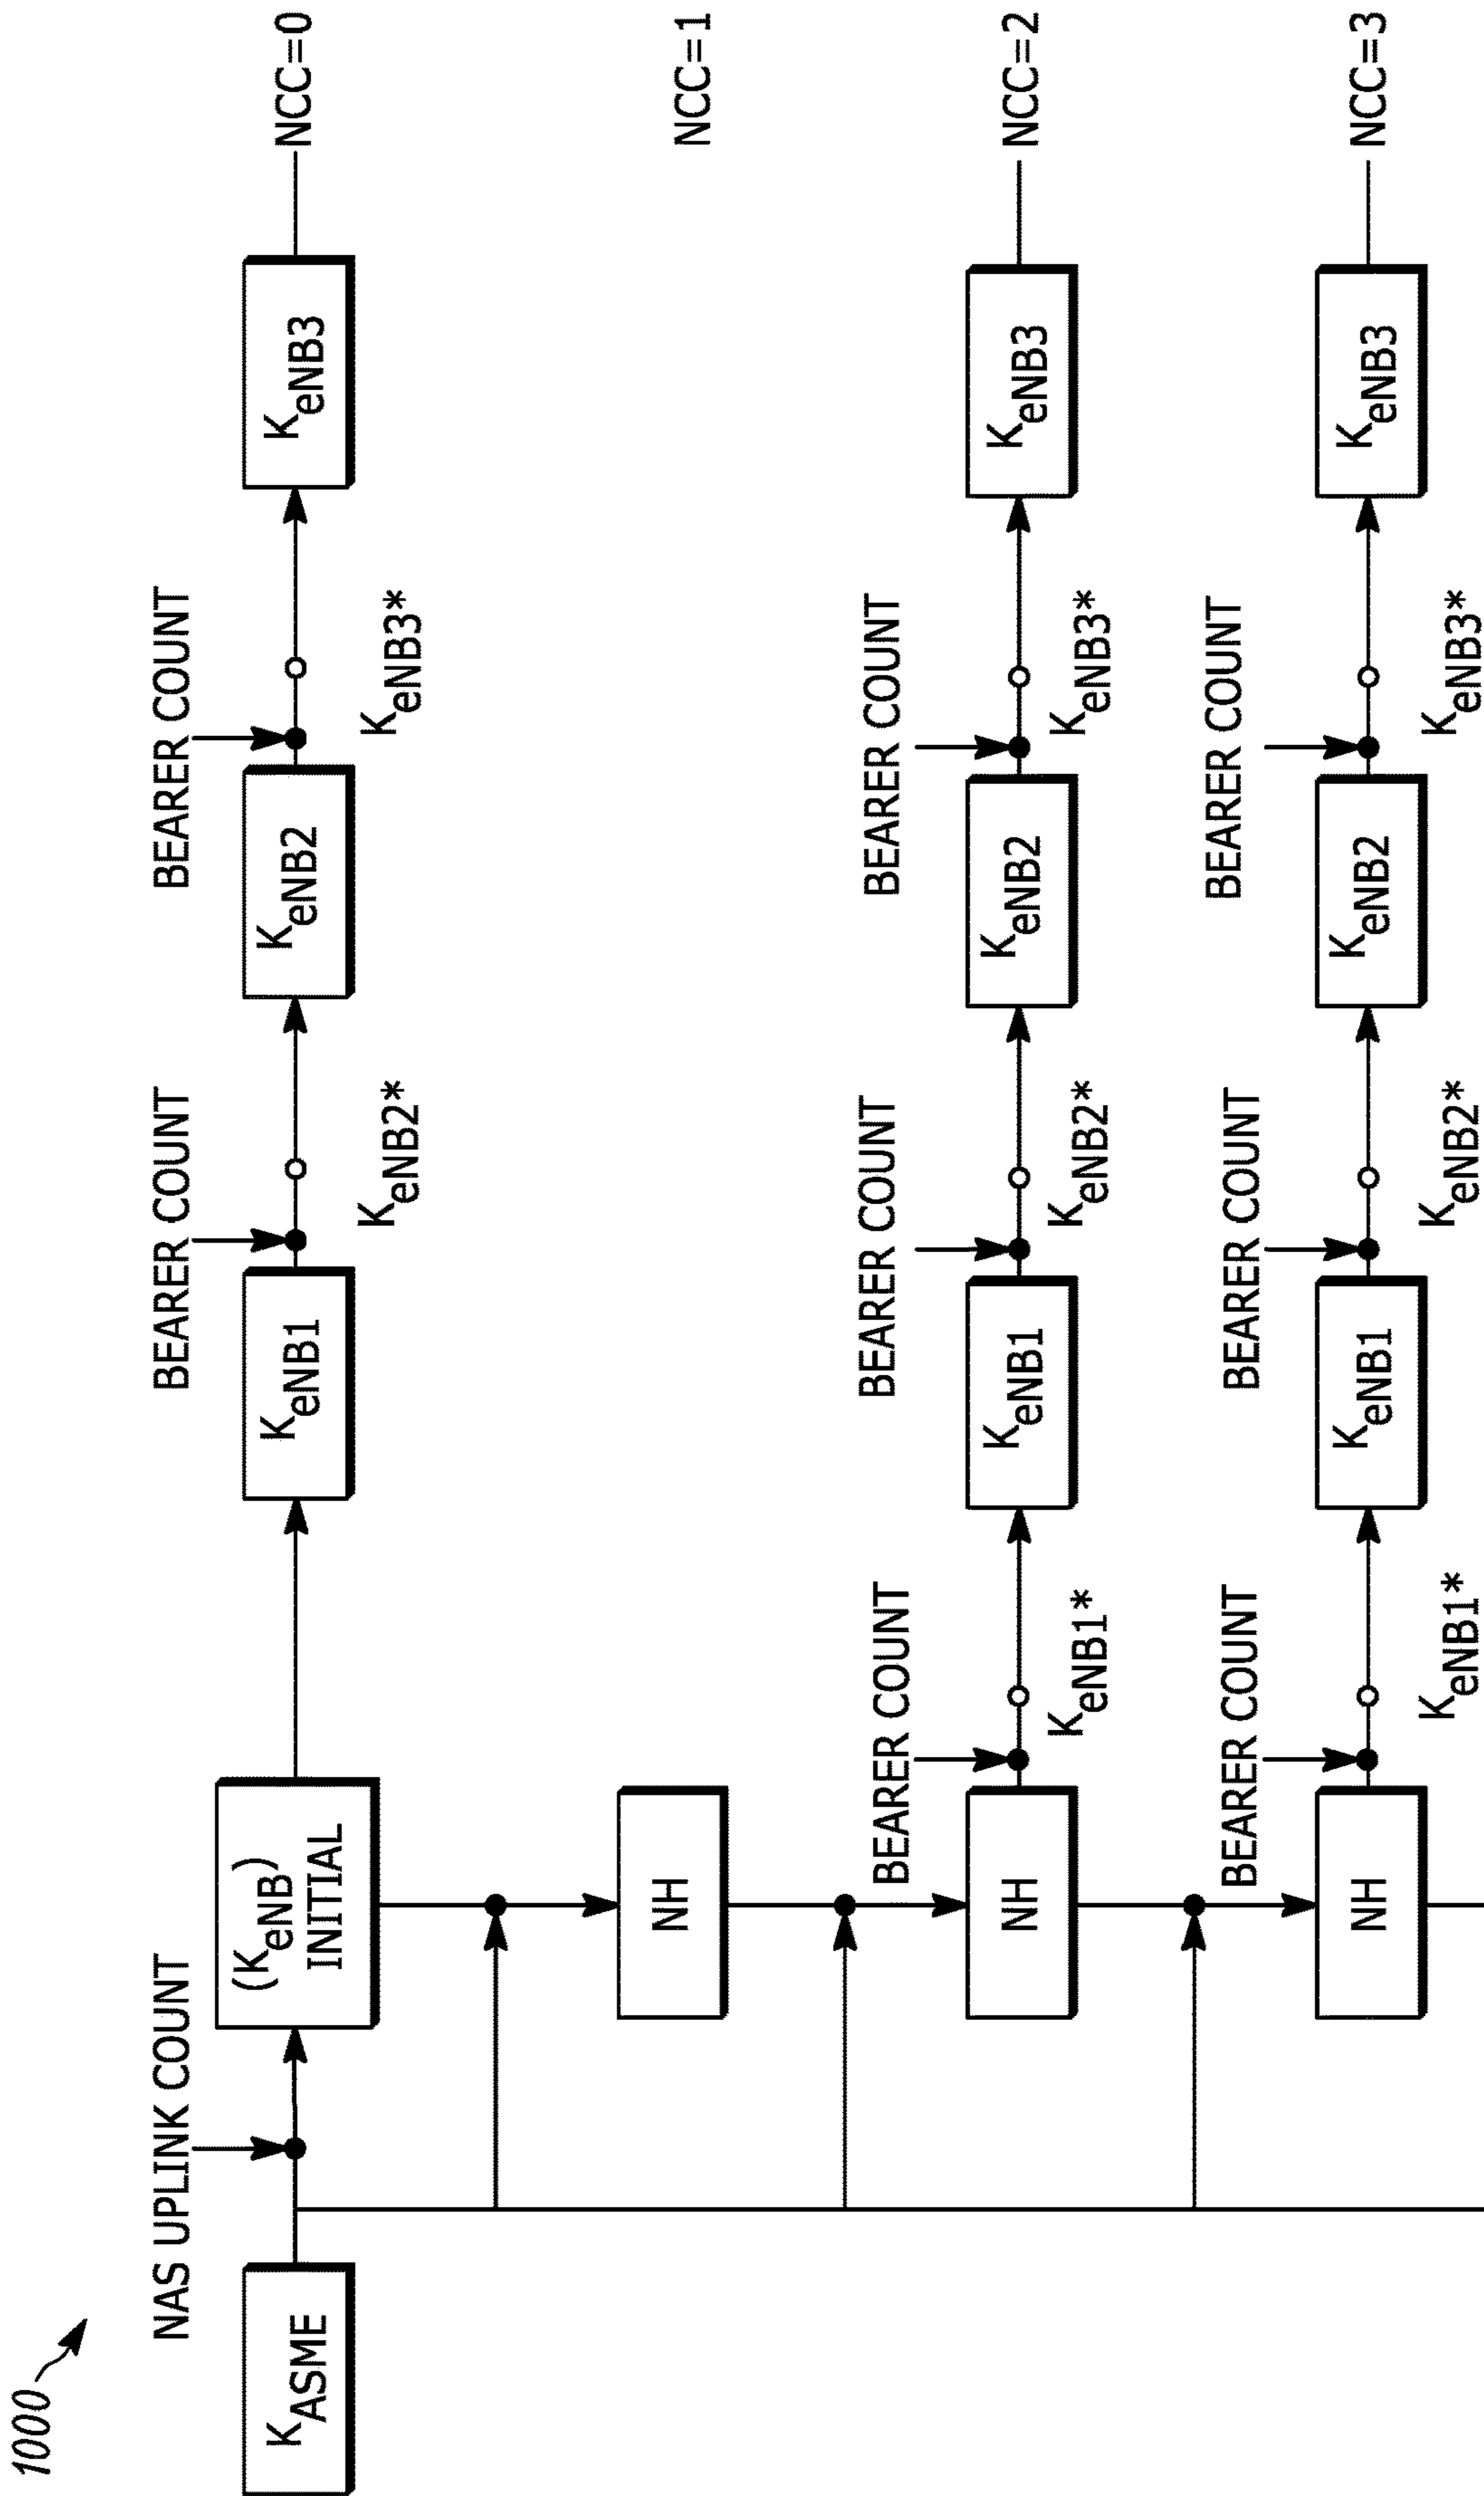 1000
NAS UPLINK COUNT
BEARER COUNT
BEARER COUNT
K_ASME
(K_eNB)
INITIAL
K_eNB1
K_eNB2
K_eNB3
NCC=0
K_eNB2*
K_eNB3*
NH
NCC=1
BEARER COUNT
BEARER COUNT
BEARER COUNT
NH
K_eNB1
K_eNB2
K_eNB3
NCC=2
K_eNB1*
K_eNB2*
K_eNB3*
BEARER COUNT
BEARER COUNT
BEARER COUNT
NH
K_eNB1
K_eNB2
K_eNB3
NCC=3
K_eNB1*
K_eNB2*
K_eNB3*